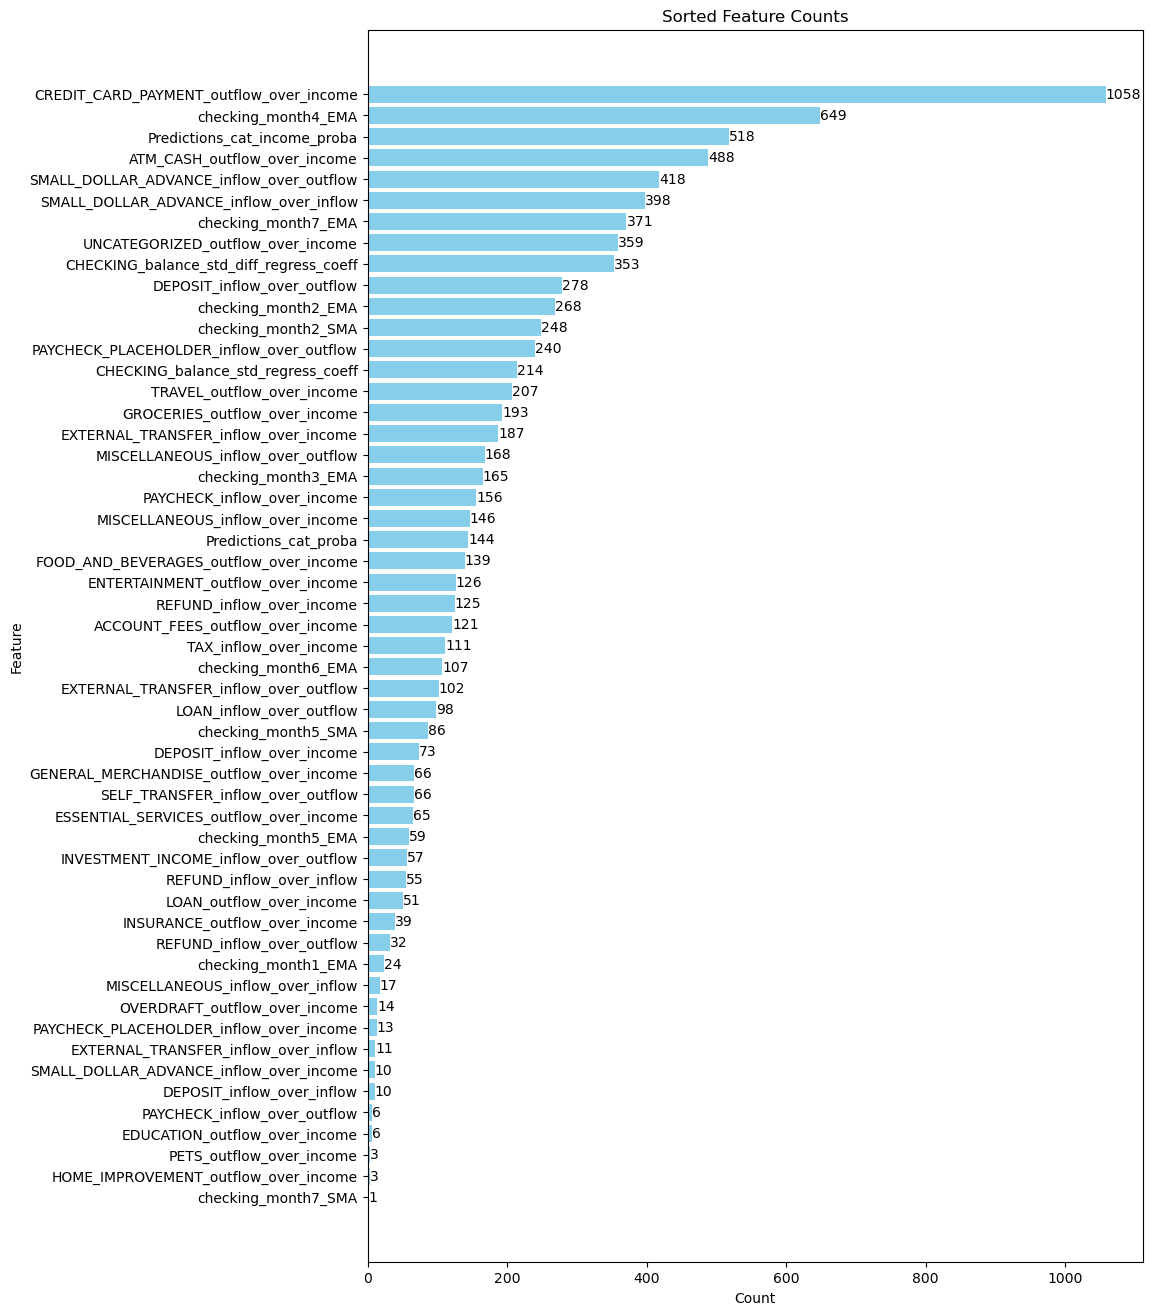 Sorted Feature Counts
CREDIT_CARD_PAYMENT_outflow_over_income 1058
checking_month4_EMA 649
Predictions_cat_income_proba 518
ATM_CASH_outflow_over_income 488
SMALL_DOLLAR_ADVANCE_inflow_over_outflow 418
SMALL_DOLLAR_ADVANCE_inflow_over_inflow 398
checking_month7_EMA 371
UNCATEGORIZED_outflow_over_income 359
CHECKING_balance_std_diff_regress_coeff 353
DEPOSIT_inflow_over_outflow 278
checking_month2_EMA 268
checking_month2_SMA 248
PAYCHECK_PLACEHOLDER_inflow_over_outflow 240
CHECKING_balance_std_regress_coeff 214
TRAVEL_outflow_over_income 207
GROCERIES_outflow_over_income 193
EXTERNAL_TRANSFER_inflow_over_income 187
MISCELLANEOUS_inflow_over_outflow 168
checking_month3_EMA 165
PAYCHECK_inflow_over_income 156
MISCELLANEOUS_inflow_over_income 146
Predictions_cat_proba 144
FOOD_AND_BEVERAGES_outflow_over_income 139
ENTERTAINMENT_outflow_over_income 126
REFUND_inflow_over_income 125
ACCOUNT_FEES_outflow_over_income 121
TAX_inflow_over_income 111
checking_month6_EMA 107
EXTERNAL_TRANSFER_inflow_over_outflow 102
LOAN_inflow_over_outflow 98
checking_month5_SMA 86
DEPOSIT_inflow_over_income 73
GENERAL_MERCHANDISE_outflow_over_income 66
SELF_TRANSFER_inflow_over_outflow 66
ESSENTIAL_SERVICES_outflow_over_income 65
checking_month5_EMA 59
INVESTMENT_INCOME_inflow_over_outflow 57
REFUND_inflow_over_inflow 55
LOAN_outflow_over_income 51
INSURANCE_outflow_over_income 39
REFUND_inflow_over_outflow 32
checking_month1_EMA 24
MISCELLANEOUS_inflow_over_inflow 17
OVERDRAFT_outflow_over_income 14
PAYCHECK_PLACEHOLDER_inflow_over_income 13
EXTERNAL_TRANSFER_inflow_over_inflow 11
SMALL_DOLLAR_ADVANCE_inflow_over_income 10
DEPOSIT_inflow_over_inflow 10
PAYCHECK_inflow_over_outflow 6
EDUCATION_outflow_over_income 6
PETS_outflow_over_income 3
HOME_IMPROVEMENT_outflow_over_income 3
checking_month7_SMA 1
Feature
0 200 400 600 800 1000
Count